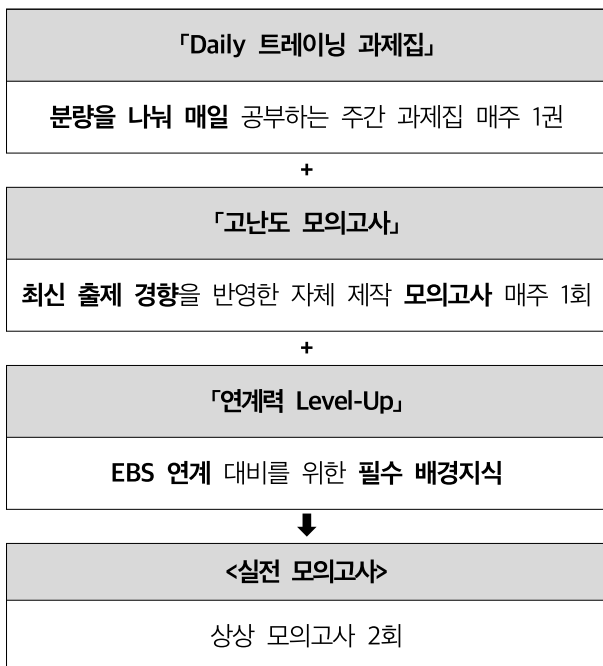 「Daily 트레이닝 과제집」
분량을 나눠 매일 공부하는 주간 과제집 매주 1권
+
「고난도 모의고사」
최신 출제 경향을 반영한 자체 제작 모의고사 매주 1회
+
「연계력 Level-Up」
EBS 연계 대비를 위한 필수 배경지식
<실전 모의고사>
상상 모의고사 2회